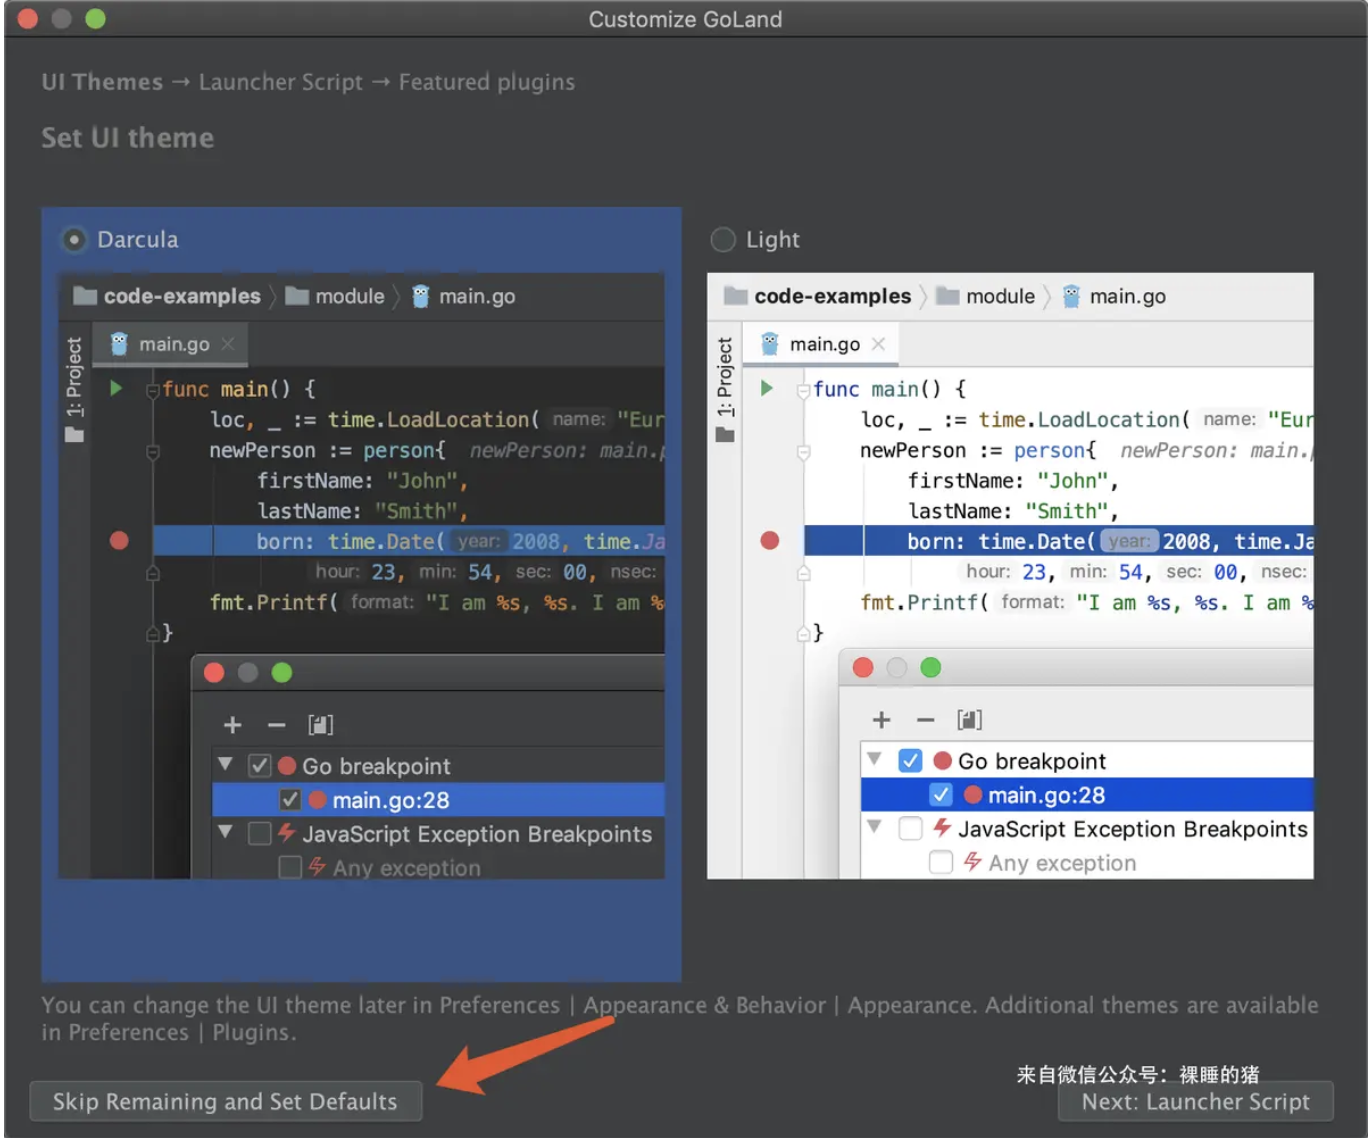 Customize GoLand
UI Themes → Launcher Script → Featured plugins
Set UI theme
Darcula
code-examples module main.go
main.go
1: Project
func main() {
loc, _ := time.LoadLocation( name: "Eur
newPerson := person{ newPerson: main.p
firstName: "John",
lastName: "Smith",
born: time.Date( year: 2008, time.Ja
hour: 23, min: 54, sec: 00, nsec:
fmt.Printf( format: "I am %s, %s. I am %
}
Go breakpoint
main.go:28
JavaScript Exception Breakpoints
Any exception
Light
code-examples module main.go
main.go
1: Project
func main() {
loc, _ := time.LoadLocation( name: "Eur
newPerson := person{ newPerson: main.
firstName: "John",
lastName: "Smith",
born: time.Date( year: 2008, time.Ja
hour: 23, min: 54, sec: 00, nsec:
fmt.Printf( format: "I am %s, %s. I am %
}
Go breakpoint
main.go:28
JavaScript Exception Breakpoints
Any exception
You can change the UI theme later in Preferences | Appearance & Behavior | Appearance. Additional themes are available
in Preferences | Plugins.
来自微信公众号：裸睡的猪
Skip Remaining and Set Defaults
Next: Launcher Script